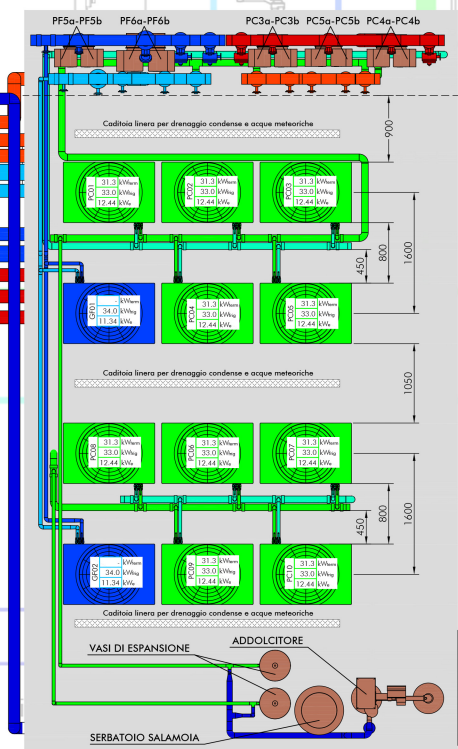 PF5a-PF5b PF6a-PF6b PC3a-PC3b PC5a-PC5b PC4a-PC4b
Caditoia linera per drenaggio condense e acque meteoriche
900
PC01
31.3 kWterm
33.0 kWfrig
12.44 kWe
PC02
31.3 kWterm
33.0 kWfrig
12.44 kWe
PC03
31.3 kWterm
33.0 kWfrig
12.44 kWe
1600
800
450
GF01
- kWterm
34.0 kWfrig
11.34 kWe
PC04
31.3 kWterm
33.0 kWfrig
12.44 kWe
PC05
31.3 kWterm
33.0 kWfrig
12.44 kWe
Caditoia linera per drenaggio condense e acque meteoriche
1050
PC08
31.3 kWterm
33.0 kWfrig
12.44 kWe
PC06
31.3 kWterm
33.0 kWfrig
12.44 kWe
PC07
31.3 kWterm
33.0 kWfrig
12.44 kWe
1600
800
450
GF02
- kWterm
34.0 kWfrig
11.34 kWe
PC09
31.3 kWterm
33.0 kWfrig
12.44 kWe
PC10
31.3 kWterm
33.0 kWfrig
12.44 kWe
Caditoia linera per drenaggio condense e acque meteoriche
VASI DI ESPANSIONE
ADDOLCITORE
SERBATOIO SALAMOIA